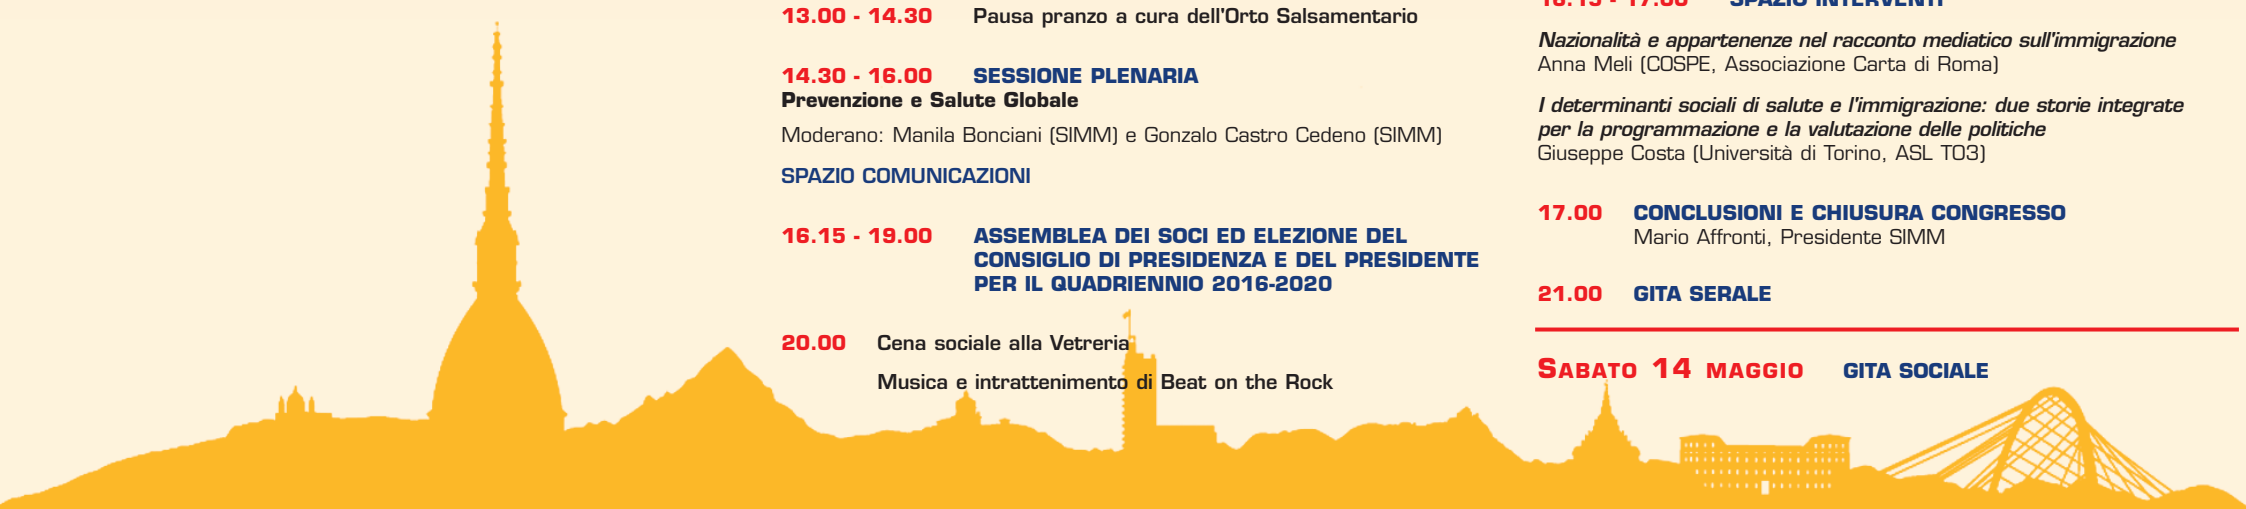 13.00 - 14.30 Pausa pranzo a cura dell'Orto Salsamentario
14.30 - 16.00 SESSIONE PLENARIA
Prevenzione e Salute Globale
Moderano: Manila Bonciani (SIMM) e Gonzalo Castro Cedeno (SIMM)
SPAZIO COMUNICAZIONI
16.15 - 19.00 ASSEMBLEA DEI SOCI ED ELEZIONE DEL
CONSIGLIO DI PRESIDENZA E DEL PRESIDENTE
PER IL QUADRIENNIO 2016-2020
20.00 Cena sociale alla Vetreria
Musica e intrattenimento di Beat on the Rock
SPAZIO INTERVENTI
Nazionalità e appartenenze nel racconto mediatico sull'immigrazione
Anna Meli (COSPE, Associazione Carta di Roma)
I determinanti sociali di salute e l'immigrazione: due storie integrate
per la programmazione e la valutazione delle politiche
Giuseppe Costa (Università di Torino, ASL TO3)
17.00 CONCLUSIONI E CHIUSURA CONGRESSO
Mario Affronti, Presidente SIMM
21.00 GITA SERALE
SABATO 14 MAGGIO GITA SOCIALE